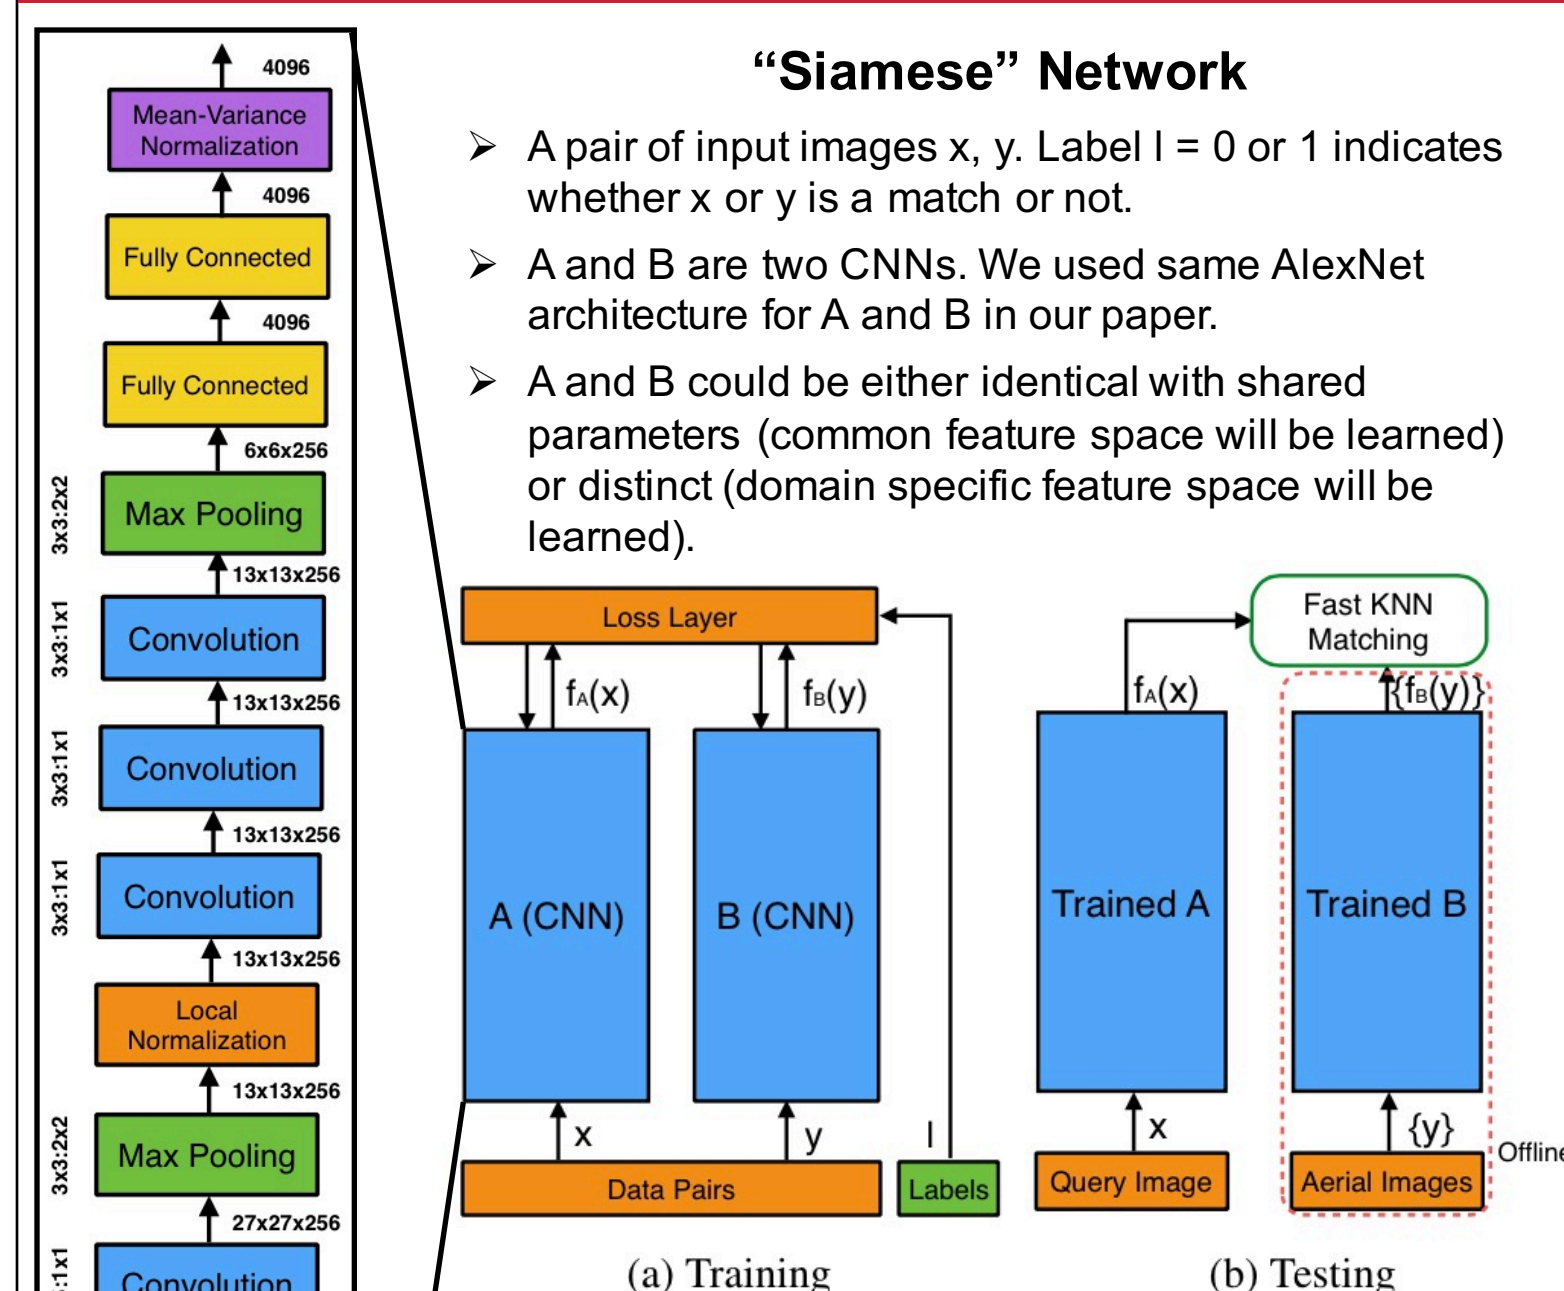 “Siamese” Network
➢ A pair of input images x, y. Label l = 0 or 1 indicates
whether x or y is a match or not.
➢ A and B are two CNNs. We used same AlexNet
architecture for A and B in our paper.
➢ A and B could be either identical with shared
parameters (common feature space will be learned)
or distinct (domain specific feature space will be
learned).
4096
Mean-Variance
Normalization
4096
Fully Connected
4096
Fully Connected
6x6x256
3x3:2x2
Max Pooling
13x13x256
3x3:1x1
Convolution
13x13x256
3x3:1x1
Convolution
13x13x256
3x3:1x1
Convolution
13x13x256
Local
Normalization
13x13x256
3x3:2x2
Max Pooling
27x27x256
:1x1
Convolution
Loss Layer
fA(x)
fB(y)
A (CNN)
B (CNN)
x
y
l
Data Pairs
Labels
(a) Training
Fast KNN
Matching
fA(x)
{fB(y)}
Trained A
Trained B
x
{y}
Offline
Query Image
Aerial Images
(b) Testing